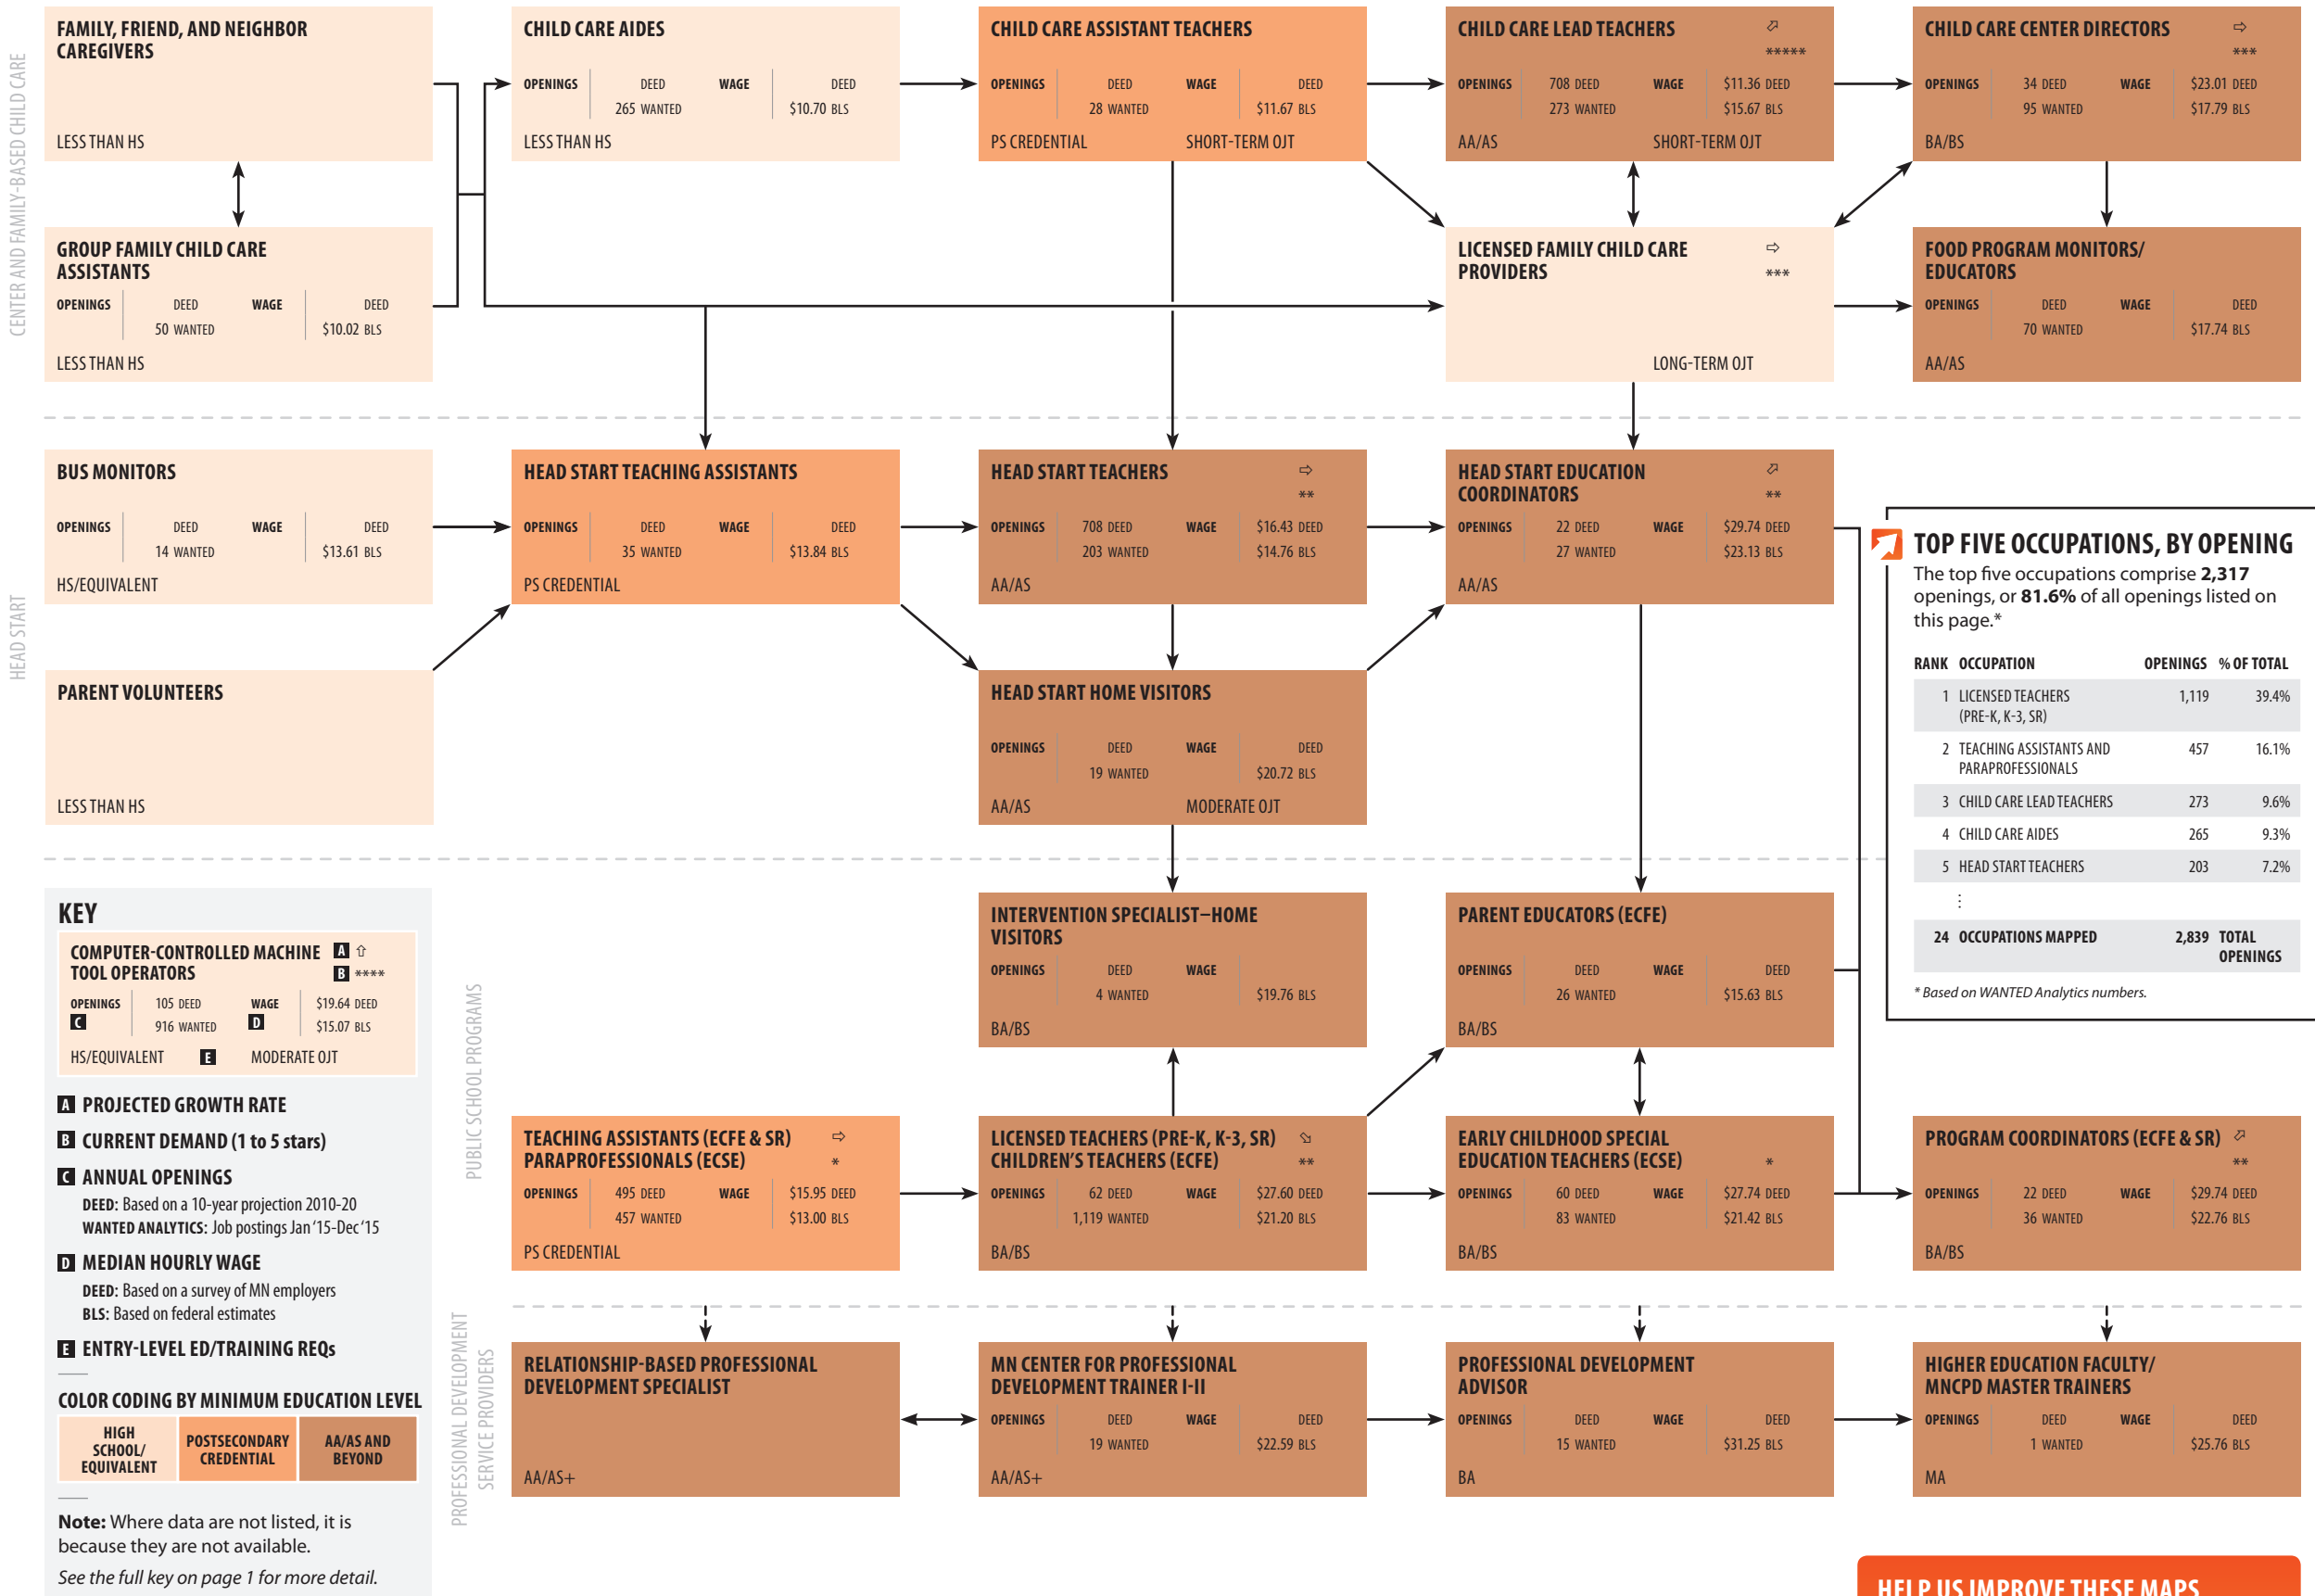 CENTER AND FAMILY-BASED CHILD CARE
FAMILY, FRIEND, AND NEIGHBOR
CAREGIVERS
LESS THAN HS
CHILD CARE AIDES
OPENINGS DEED WAGE DEED
265 WANTED $10.70 BLS
LESS THAN HS
CHILD CARE ASSISTANT TEACHERS
OPENINGS DEED WAGE DEED
28 WANTED $11.67 BLS
PS CREDENTIAL SHORT-TERM OJT
CHILD CARE LEAD TEACHERS ⬀
*****
OPENINGS 708 DEED WAGE $11.36 DEED
273 WANTED $15.67 BLS
AA/AS SHORT-TERM OJT
CHILD CARE CENTER DIRECTORS ⇨
***
OPENINGS 34 DEED WAGE $23.01 DEED
95 WANTED $17.79 BLS
BA/BS
GROUP FAMILY CHILD CARE
ASSISTANTS
OPENINGS DEED WAGE DEED
50 WANTED $10.02 BLS
LESS THAN HS
LICENSED FAMILY CHILD CARE ⇨
PROVIDERS ***
LONG-TERM OJT
FOOD PROGRAM MONITORS/
EDUCATORS
OPENINGS DEED WAGE DEED
70 WANTED $17.74 BLS
AA/AS
HEAD START
BUS MONITORS
OPENINGS DEED WAGE DEED
14 WANTED $13.61 BLS
HS/EQUIVALENT
HEAD START TEACHING ASSISTANTS
OPENINGS DEED WAGE DEED
35 WANTED $13.84 BLS
PS CREDENTIAL
HEAD START TEACHERS ⇨
**
OPENINGS 708 DEED WAGE $16.43 DEED
203 WANTED $14.76 BLS
AA/AS
HEAD START EDUCATION ⬀
COORDINATORS **
OPENINGS 22 DEED WAGE $29.74 DEED
27 WANTED $23.13 BLS
AA/AS
PARENT VOLUNTEERS
LESS THAN HS
HEAD START HOME VISITORS
OPENINGS DEED WAGE DEED
19 WANTED $20.72 BLS
AA/AS MODERATE OJT
TOP FIVE OCCUPATIONS, BY OPENING
The top five occupations comprise 2,317
openings, or 81.6% of all openings listed on
this page.*
RANK OCCUPATION OPENINGS % OF TOTAL
1 LICENSED TEACHERS 1,119 39.4%
(PRE-K, K-3, SR)
2 TEACHING ASSISTANTS AND 457 16.1%
PARAPROFESSIONALS
3 CHILD CARE LEAD TEACHERS 273 9.6%
4 CHILD CARE AIDES 265 9.3%
5 HEAD START TEACHERS 203 7.2%
⋮
24 OCCUPATIONS MAPPED 2,839 TOTAL
OPENINGS
* Based on WANTED Analytics numbers.
KEY
COMPUTER-CONTROLLED MACHINE A ⇧
TOOL OPERATORS B ****
OPENINGS 105 DEED WAGE $19.64 DEED
C 916 WANTED D $15.07 BLS
HS/EQUIVALENT E MODERATE OJT
A PROJECTED GROWTH RATE
B CURRENT DEMAND (1 to 5 stars)
C ANNUAL OPENINGS
DEED: Based on a 10-year projection 2010-20
WANTED ANALYTICS: Job postings Jan ‘15-Dec ‘15
D MEDIAN HOURLY WAGE
DEED: Based on a survey of MN employers
BLS: Based on federal estimates
E ENTRY-LEVEL ED/TRAINING REQs
COLOR CODING BY MINIMUM EDUCATION LEVEL
HIGH
SCHOOL/
EQUIVALENT
POSTSECONDARY
CREDENTIAL
AA/AS AND
BEYOND
Note: Where data are not listed, it is
because they are not available.
See the full key on page 1 for more detail.
PUBLIC SCHOOL PROGRAMS
INTERVENTION SPECIALIST–HOME
VISITORS
OPENINGS DEED WAGE
4 WANTED $19.76 BLS
BA/BS
PARENT EDUCATORS (ECFE)
OPENINGS DEED WAGE DEED
26 WANTED $15.63 BLS
BA/BS
TEACHING ASSISTANTS (ECFE & SR) ⇨
PARAPROFESSIONALS (ECSE) *
OPENINGS 495 DEED WAGE $15.95 DEED
457 WANTED $13.00 BLS
PS CREDENTIAL
LICENSED TEACHERS (PRE-K, K-3, SR) ⬂
CHILDREN’S TEACHERS (ECFE) **
OPENINGS 62 DEED WAGE $27.60 DEED
1,119 WANTED $21.20 BLS
BA/BS
EARLY CHILDHOOD SPECIAL
EDUCATION TEACHERS (ECSE) *
OPENINGS 60 DEED WAGE $27.74 DEED
83 WANTED $21.42 BLS
BA/BS
PROGRAM COORDINATORS (ECFE & SR) ⬀
**
OPENINGS 22 DEED WAGE $29.74 DEED
36 WANTED $22.76 BLS
BA/BS
PROFESSIONAL DEVELOPMENT
SERVICE PROVIDERS
RELATIONSHIP-BASED PROFESSIONAL
DEVELOPMENT SPECIALIST
AA/AS+
MN CENTER FOR PROFESSIONAL
DEVELOPMENT TRAINER I-II
OPENINGS DEED WAGE DEED
19 WANTED $22.59 BLS
AA/AS+
PROFESSIONAL DEVELOPMENT
ADVISOR
OPENINGS DEED WAGE DEED
15 WANTED $31.25 BLS
BA
HIGHER EDUCATION FACULTY/
MNCPD MASTER TRAINERS
OPENINGS DEED WAGE DEED
1 WANTED $25.76 BLS
MA
HELP US IMPROVE THESE MAPS